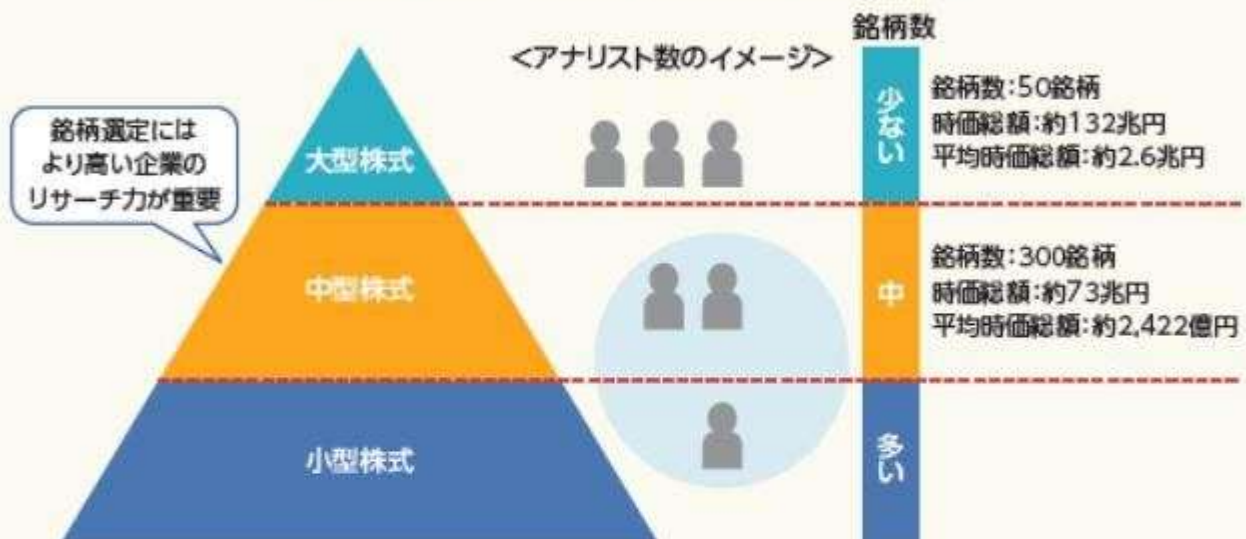 <アナリスト数のイメージ>
銘柄数
銘柄選定には
より高い企業の
リサーチ力が重要
大型株式
少ない
銘柄数:50銘柄
時価総額:約132兆円
平均時価総額:約2.6兆円
中型株式
中
銘柄数:300銘柄
時価総額:約73兆円
平均時価総額:約2,422億円
小型株式
多い